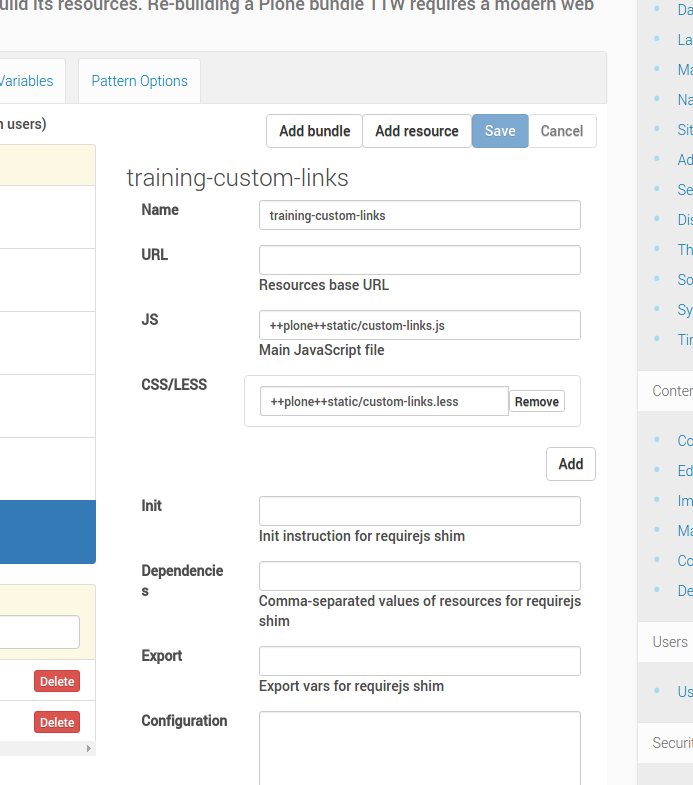 uild its resources. Re-building a Plone bundle TTW requires a modern web
Variables
Pattern Options
n users)
Add bundle
Add resource
Save
Cancel
training-custom-links
Name
training-custom-links
URL
Resources base URL
JS
++plone++static/custom-links.js
Main JavaScript file
CSS/LESS
++plone++static/custom-links.less
Remove
Add
Init
Init instruction for requirejs shim
Dependencie
s
Comma-separated values of resources for requirejs
shim
Export
Export vars for requirejs shim
Configuration
Delete
Delete
Da
La
Ma
Na
Sit
Ad
Se
Dis
Th
So
Sy
Tin
Conten
Co
Ed
Im
Ma
Co
De
Users
Us
Securit